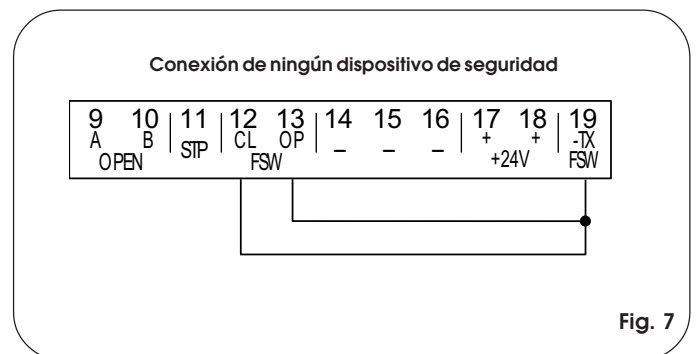 Conexión de ningún dispositivo de seguridad
9 10 11 12 13 14 15 16 17 18 19
A B STP CL OP – – – + + -TX
OPEN FSW +24V FSW
Fig. 7